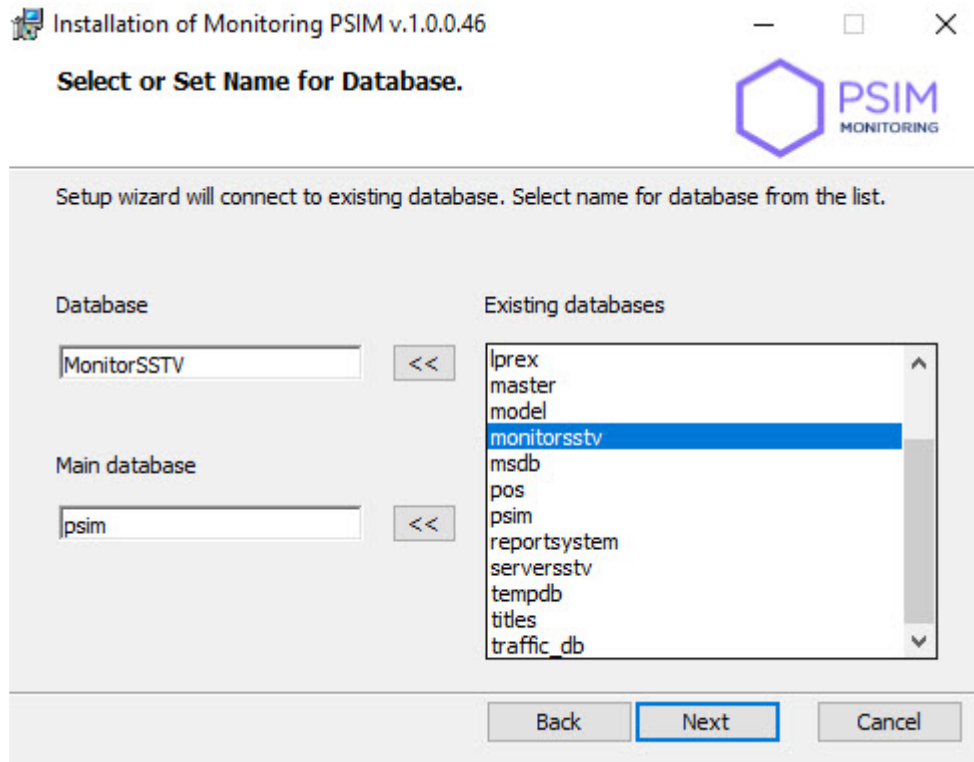 Installation of Monitoring PSIM v.1.0.0.46
Select or Set Name for Database.
PSIM
MONITORING
Setup wizard will connect to existing database. Select name for database from the list.
Database
MonitorSSTV
<<
Main database
psim
<<
Existing databases
lprex
master
model
monitorsstv
msdb
pos
psim
reportsystem
serversstv
tempdb
titles
traffic_db
Back
Next
Cancel